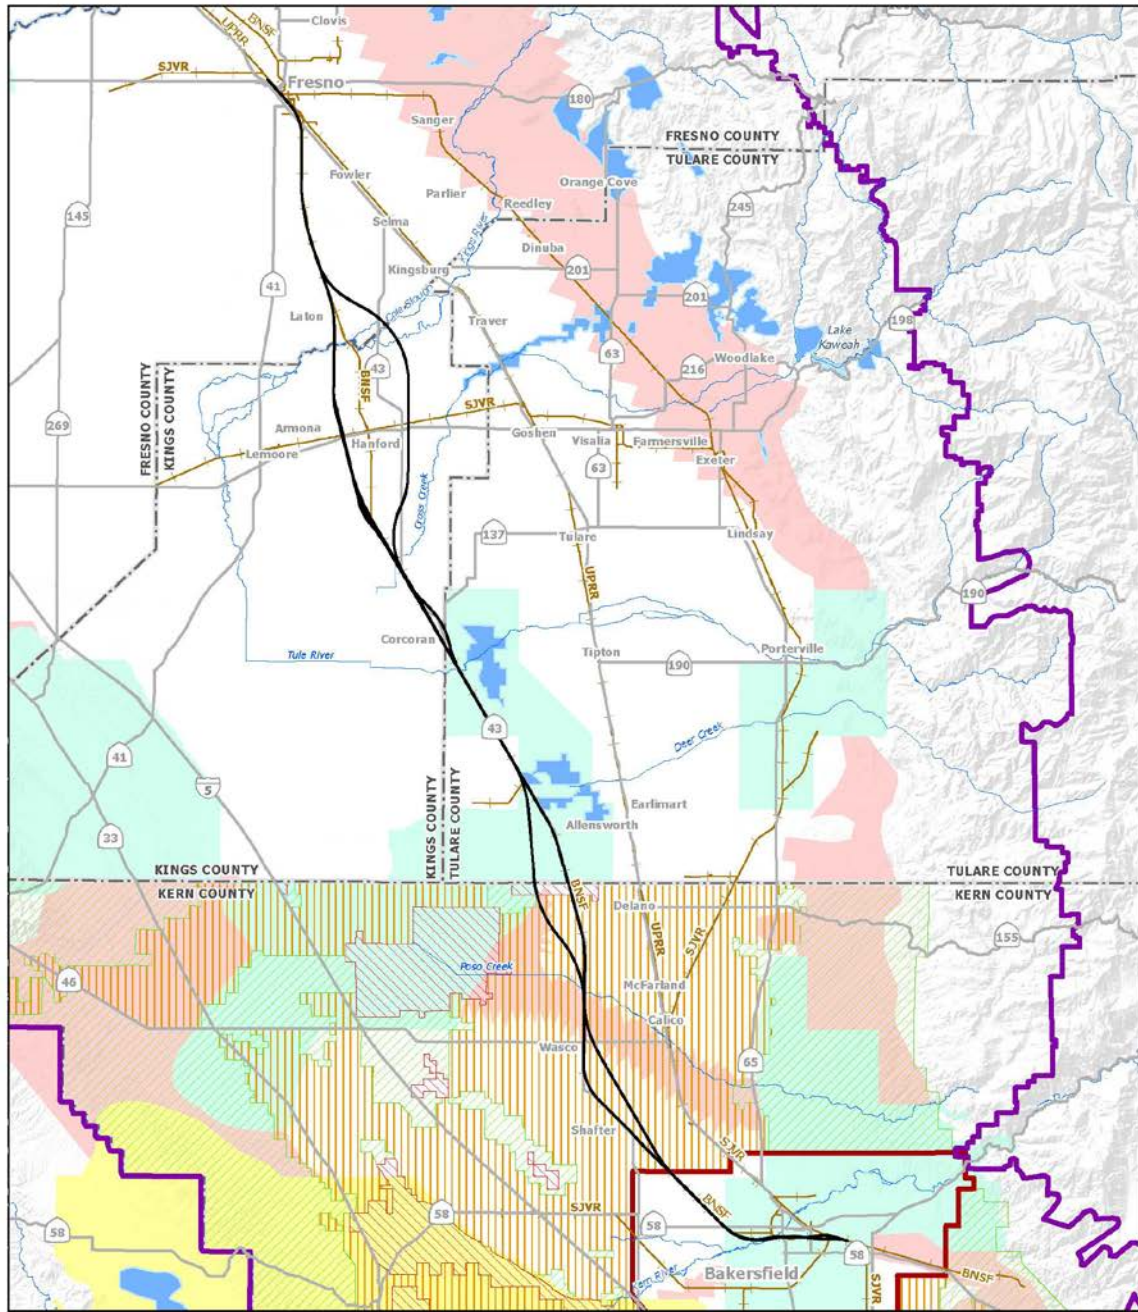 Clovis
UPRR
BNSF
SJVR
Fresno
180
Sanger
FRESNO COUNTY
TULARE COUNTY
Fowler
Parlier
Orange Cove
145
Selma
Reedley
245
Kings River
Dinuba
Kingsburg
201
41
201
Laton
Cole Slough
Traver
198
Lake
Kaweah
43
63
Woodlake
BNSF
216
269
SJVR
FRESNO COUNTY
KINGS COUNTY
Armona
Hanford
Goshen
Visalia
Farmersville
Lemoore
63
Exeter
Cross Creek
137
Tulare
Lindsay
UPRR
190
Corcoran
Tule River
Tipton
190
Porterville
43
Deer Creek
41
5
KINGS COUNTY
TULARE COUNTY
Earlimart
Allensworth
33
KINGS COUNTY
KERN COUNTY
TULARE COUNTY
KERN COUNTY
BNSF
Delano
UPRR
SJVR
155
Poso Creek
46
McFarland
Calico
Wasco
65
Shafter
SJVR
BNSF
SJVR
58
58
58
58
Kern River
Bakersfield
BNSF
SJVR